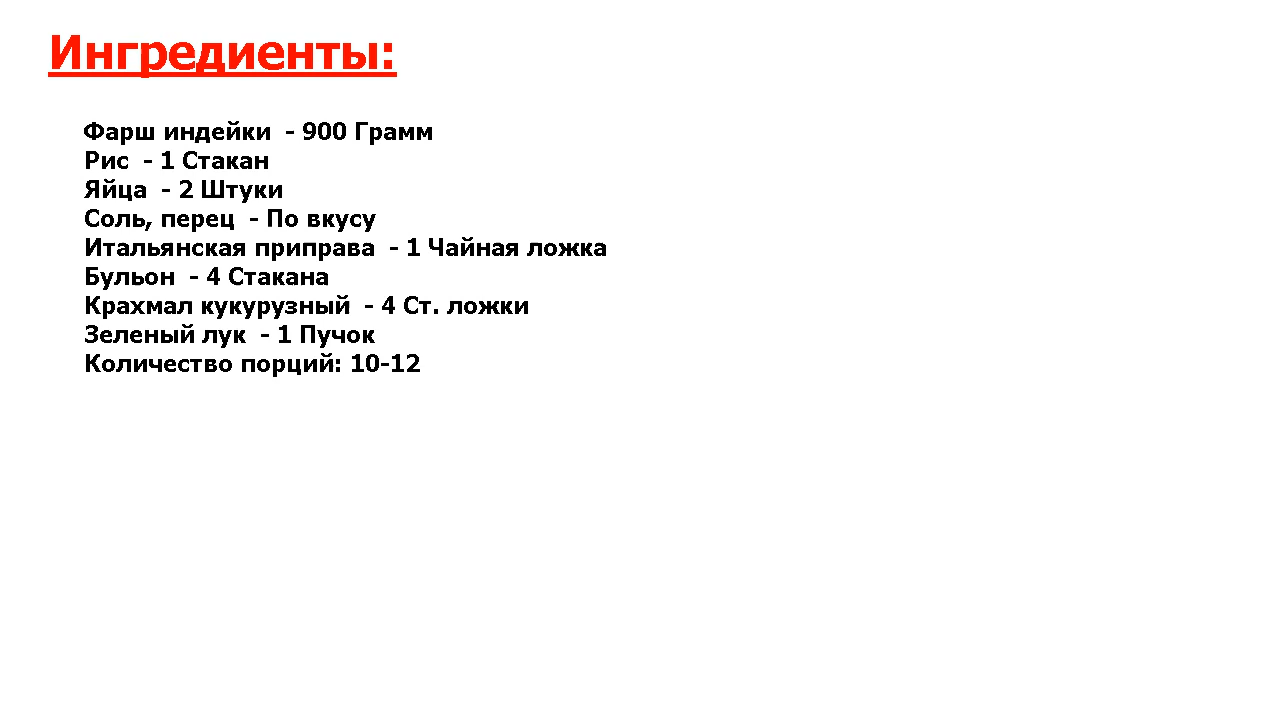 Ингредиенты:
Фарш индейки  - 900 Грамм
Рис  - 1 Стакан
Яйца  - 2 Штуки
Соль, перец  - По вкусу
Итальянская приправа  - 1 Чайная ложка
Бульон  - 4 Стакана
Крахмал кукурузный  - 4 Ст. ложки
Зеленый лук  - 1 Пучок
Количество порций: 10-12